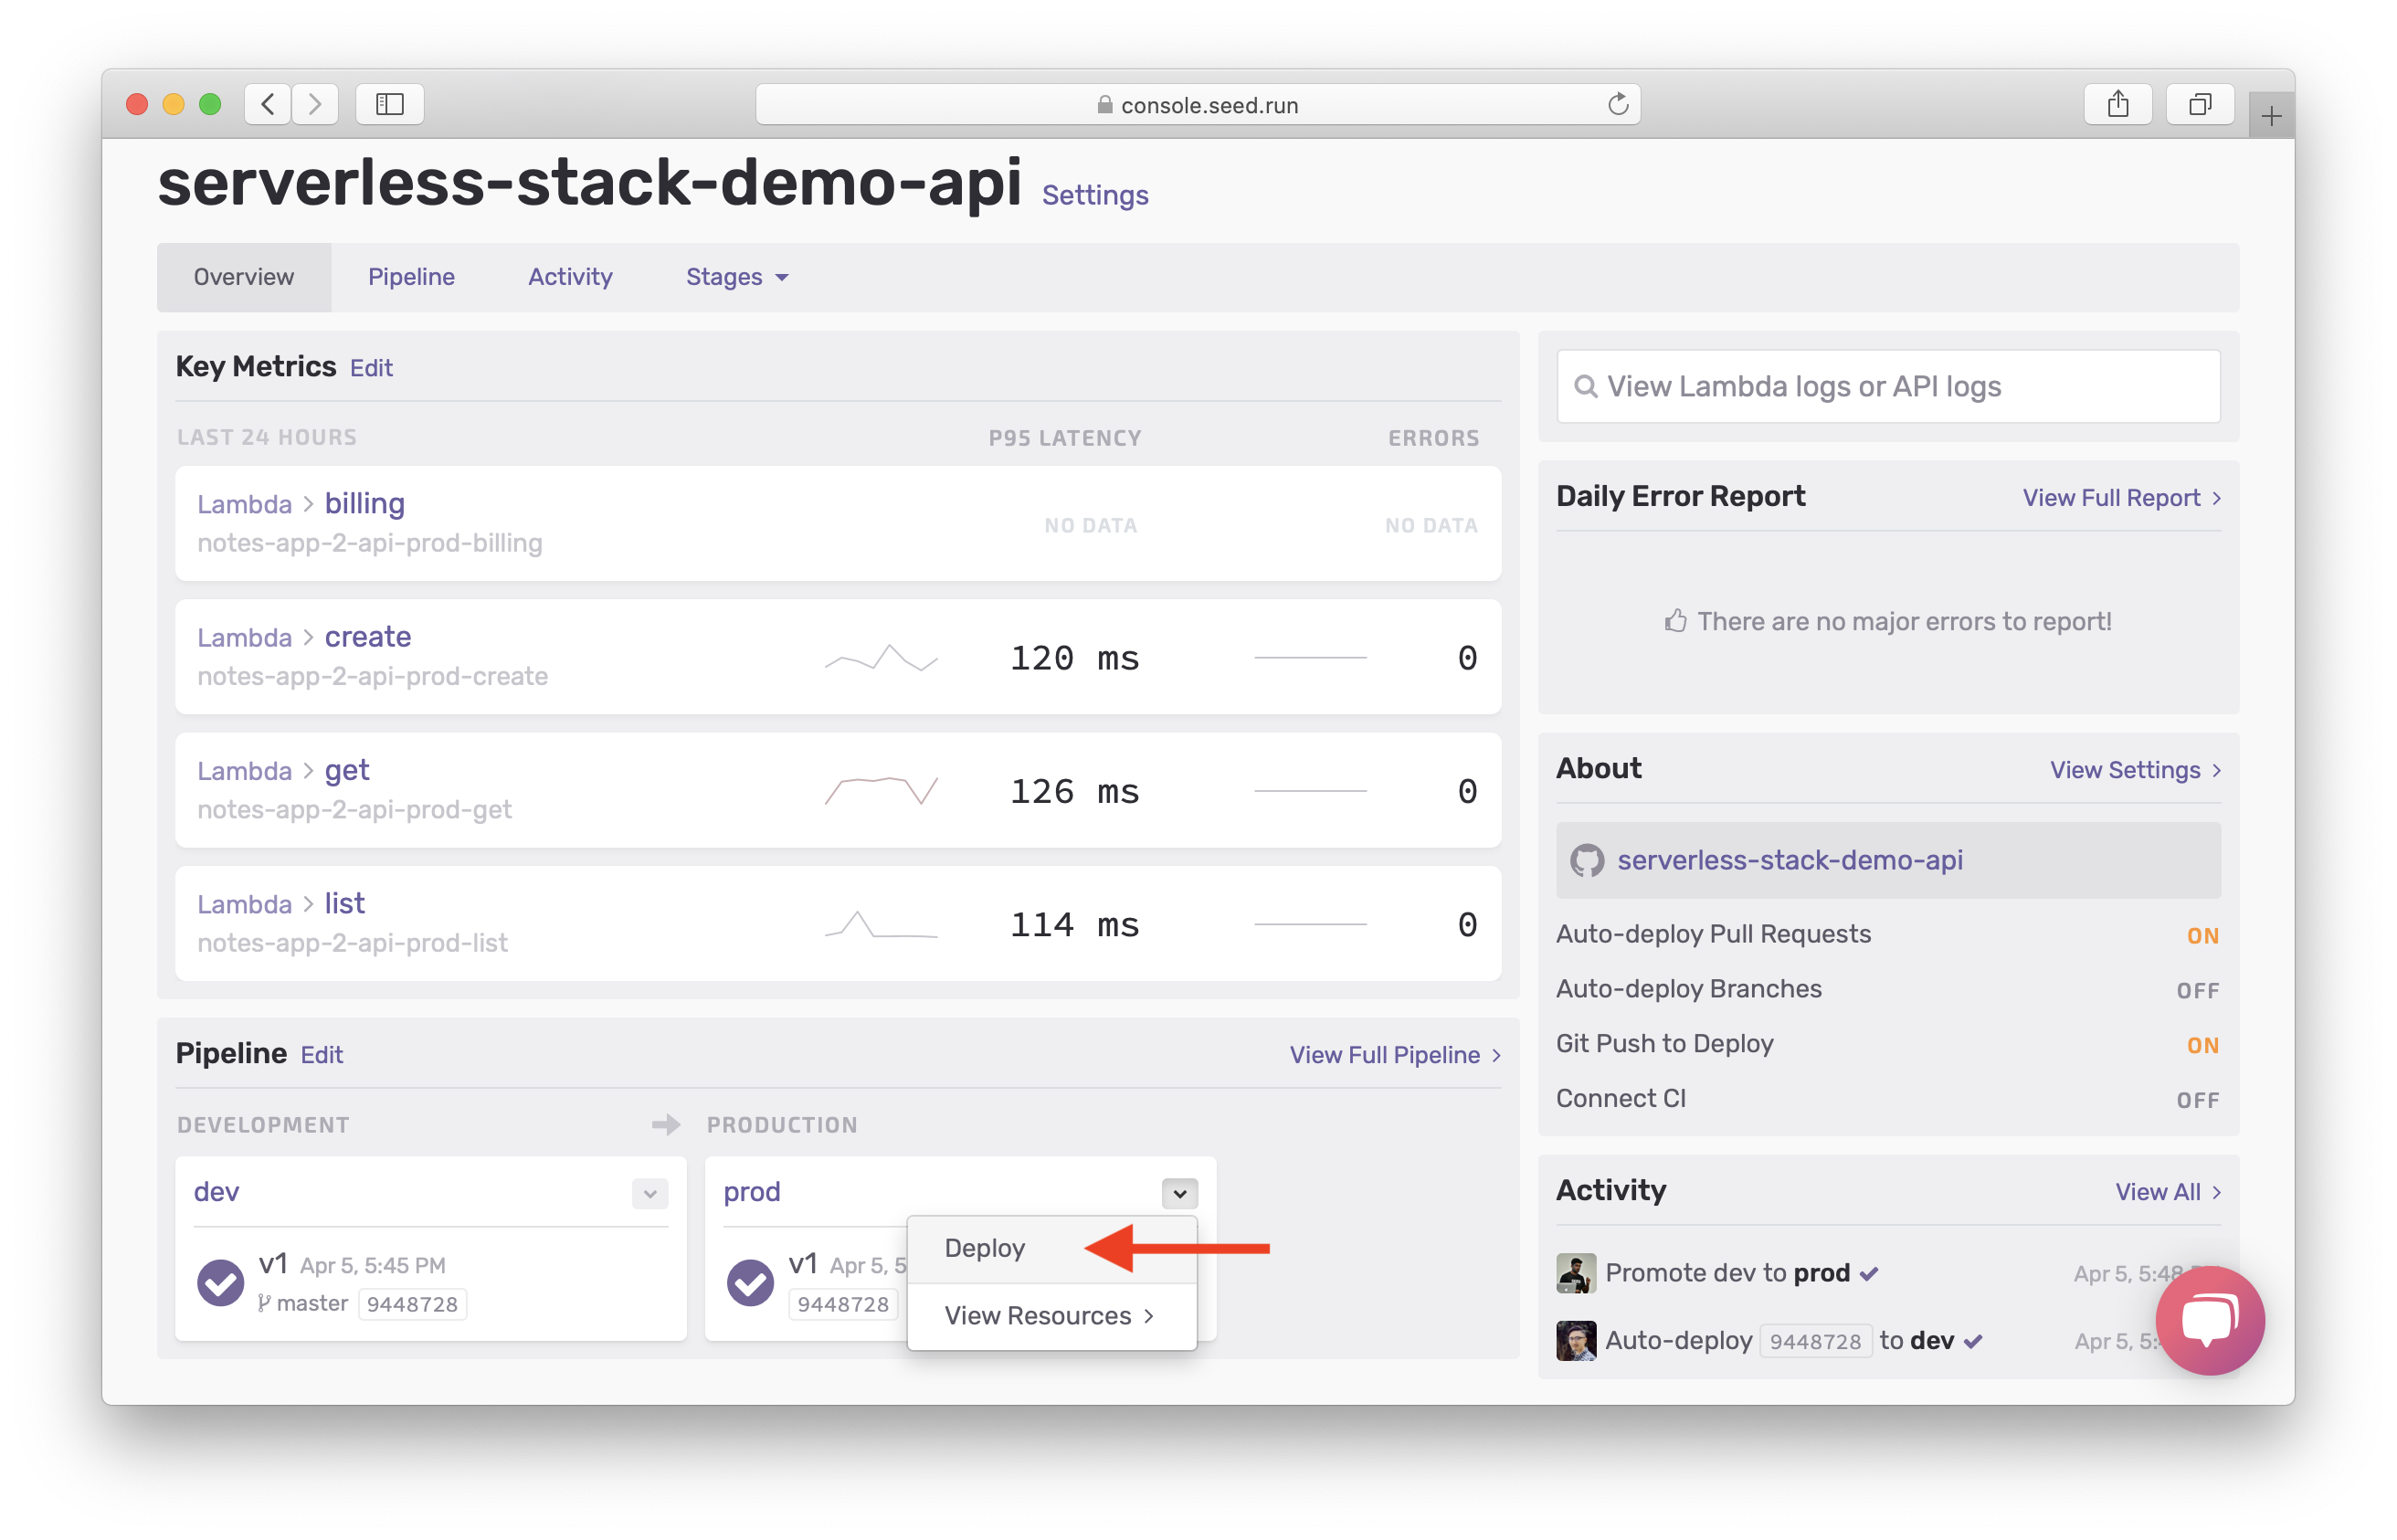 console.seed.run
serverless-stack-demo-api Settings
Overview Pipeline Activity Stages
Key Metrics Edit
LAST 24 HOURS P95 LATENCY ERRORS
Lambda > billing
notes-app-2-api-prod-billing
NO DATA NO DATA
Lambda > create
notes-app-2-api-prod-create
120 ms 0
Lambda > get
notes-app-2-api-prod-get
126 ms 0
Lambda > list
notes-app-2-api-prod-list
114 ms 0
Pipeline Edit View Full Pipeline >
DEVELOPMENT PRODUCTION
dev
v1 Apr 5, 5:45 PM
master 9448728
prod
v1 Apr 5, 5
9448728
Deploy
View Resources >
View Lambda logs or API logs
Daily Error Report View Full Report >
There are no major errors to report!
About View Settings >
serverless-stack-demo-api
Auto-deploy Pull Requests ON
Auto-deploy Branches OFF
Git Push to Deploy ON
Connect CI OFF
Activity View All >
Promote dev to prod Apr 5, 5:48
Auto-deploy 9448728 to dev Apr 5, 5: